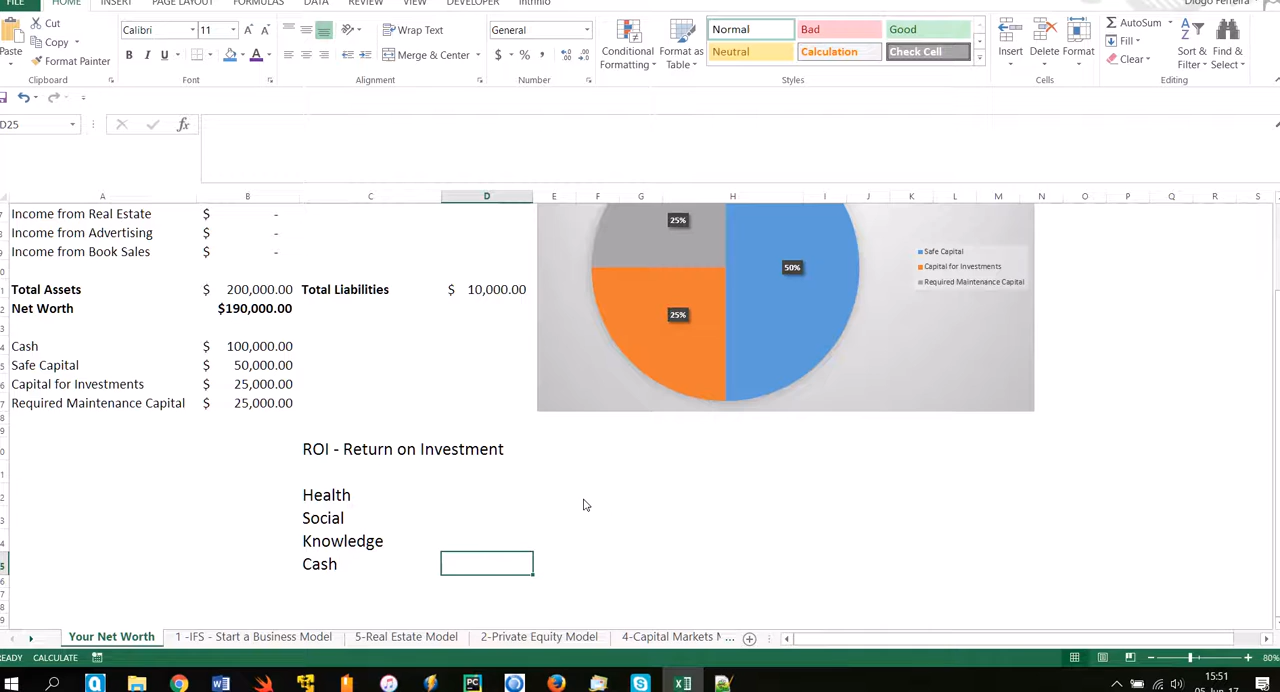 FILE HOME INSERT PAGE LAYOUT FORMULAS DATA REVIEW VIEW DEVELOPER Intrinio Diogo Ferreira
Cut Calibri 11 Wrap Text General Normal Bad Good AutoSum
Paste Copy Format Painter B I U Merge & Center $ % , Conditional Formatting Format as Table Neutral Calculation Check Cell Insert Delete Format Fill Clear Sort & Filter Find & Select
Clipboard Font Alignment Number Styles Cells Editing
D25 fx
A B C D E F G H I J K L M N O P Q R S
Income from Real Estate $ -
Income from Advertising $ -
Income from Book Sales $ -
Total Assets $ 200,000.00 Total Liabilities $ 10,000.00
Net Worth $190,000.00
Cash $ 100,000.00
Safe Capital $ 50,000.00
Capital for Investments $ 25,000.00
Required Maintenance Capital $ 25,000.00
25%
50%
25%
Safe Capital
Capital for Investments
Required Maintenance Capital
ROI - Return on Investment
Health
Social
Knowledge
Cash
Your Net Worth 1 -IFS - Start a Business Model 5-Real Estate Model 2-Private Equity Model 4-Capital Markets M ...
READY CALCULATE 80%
15:51
05-Jun-17